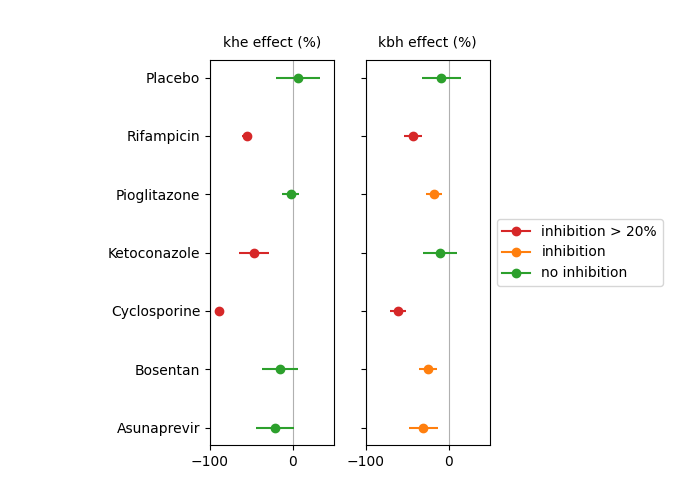 khe effect (%)
kbh effect (%)
Placebo
Rifampicin
Pioglitazone
Ketoconazole
Cyclosporine
Bosentan
Asunaprevir
−100
0
−100
0
inhibition > 20%
inhibition
no inhibition